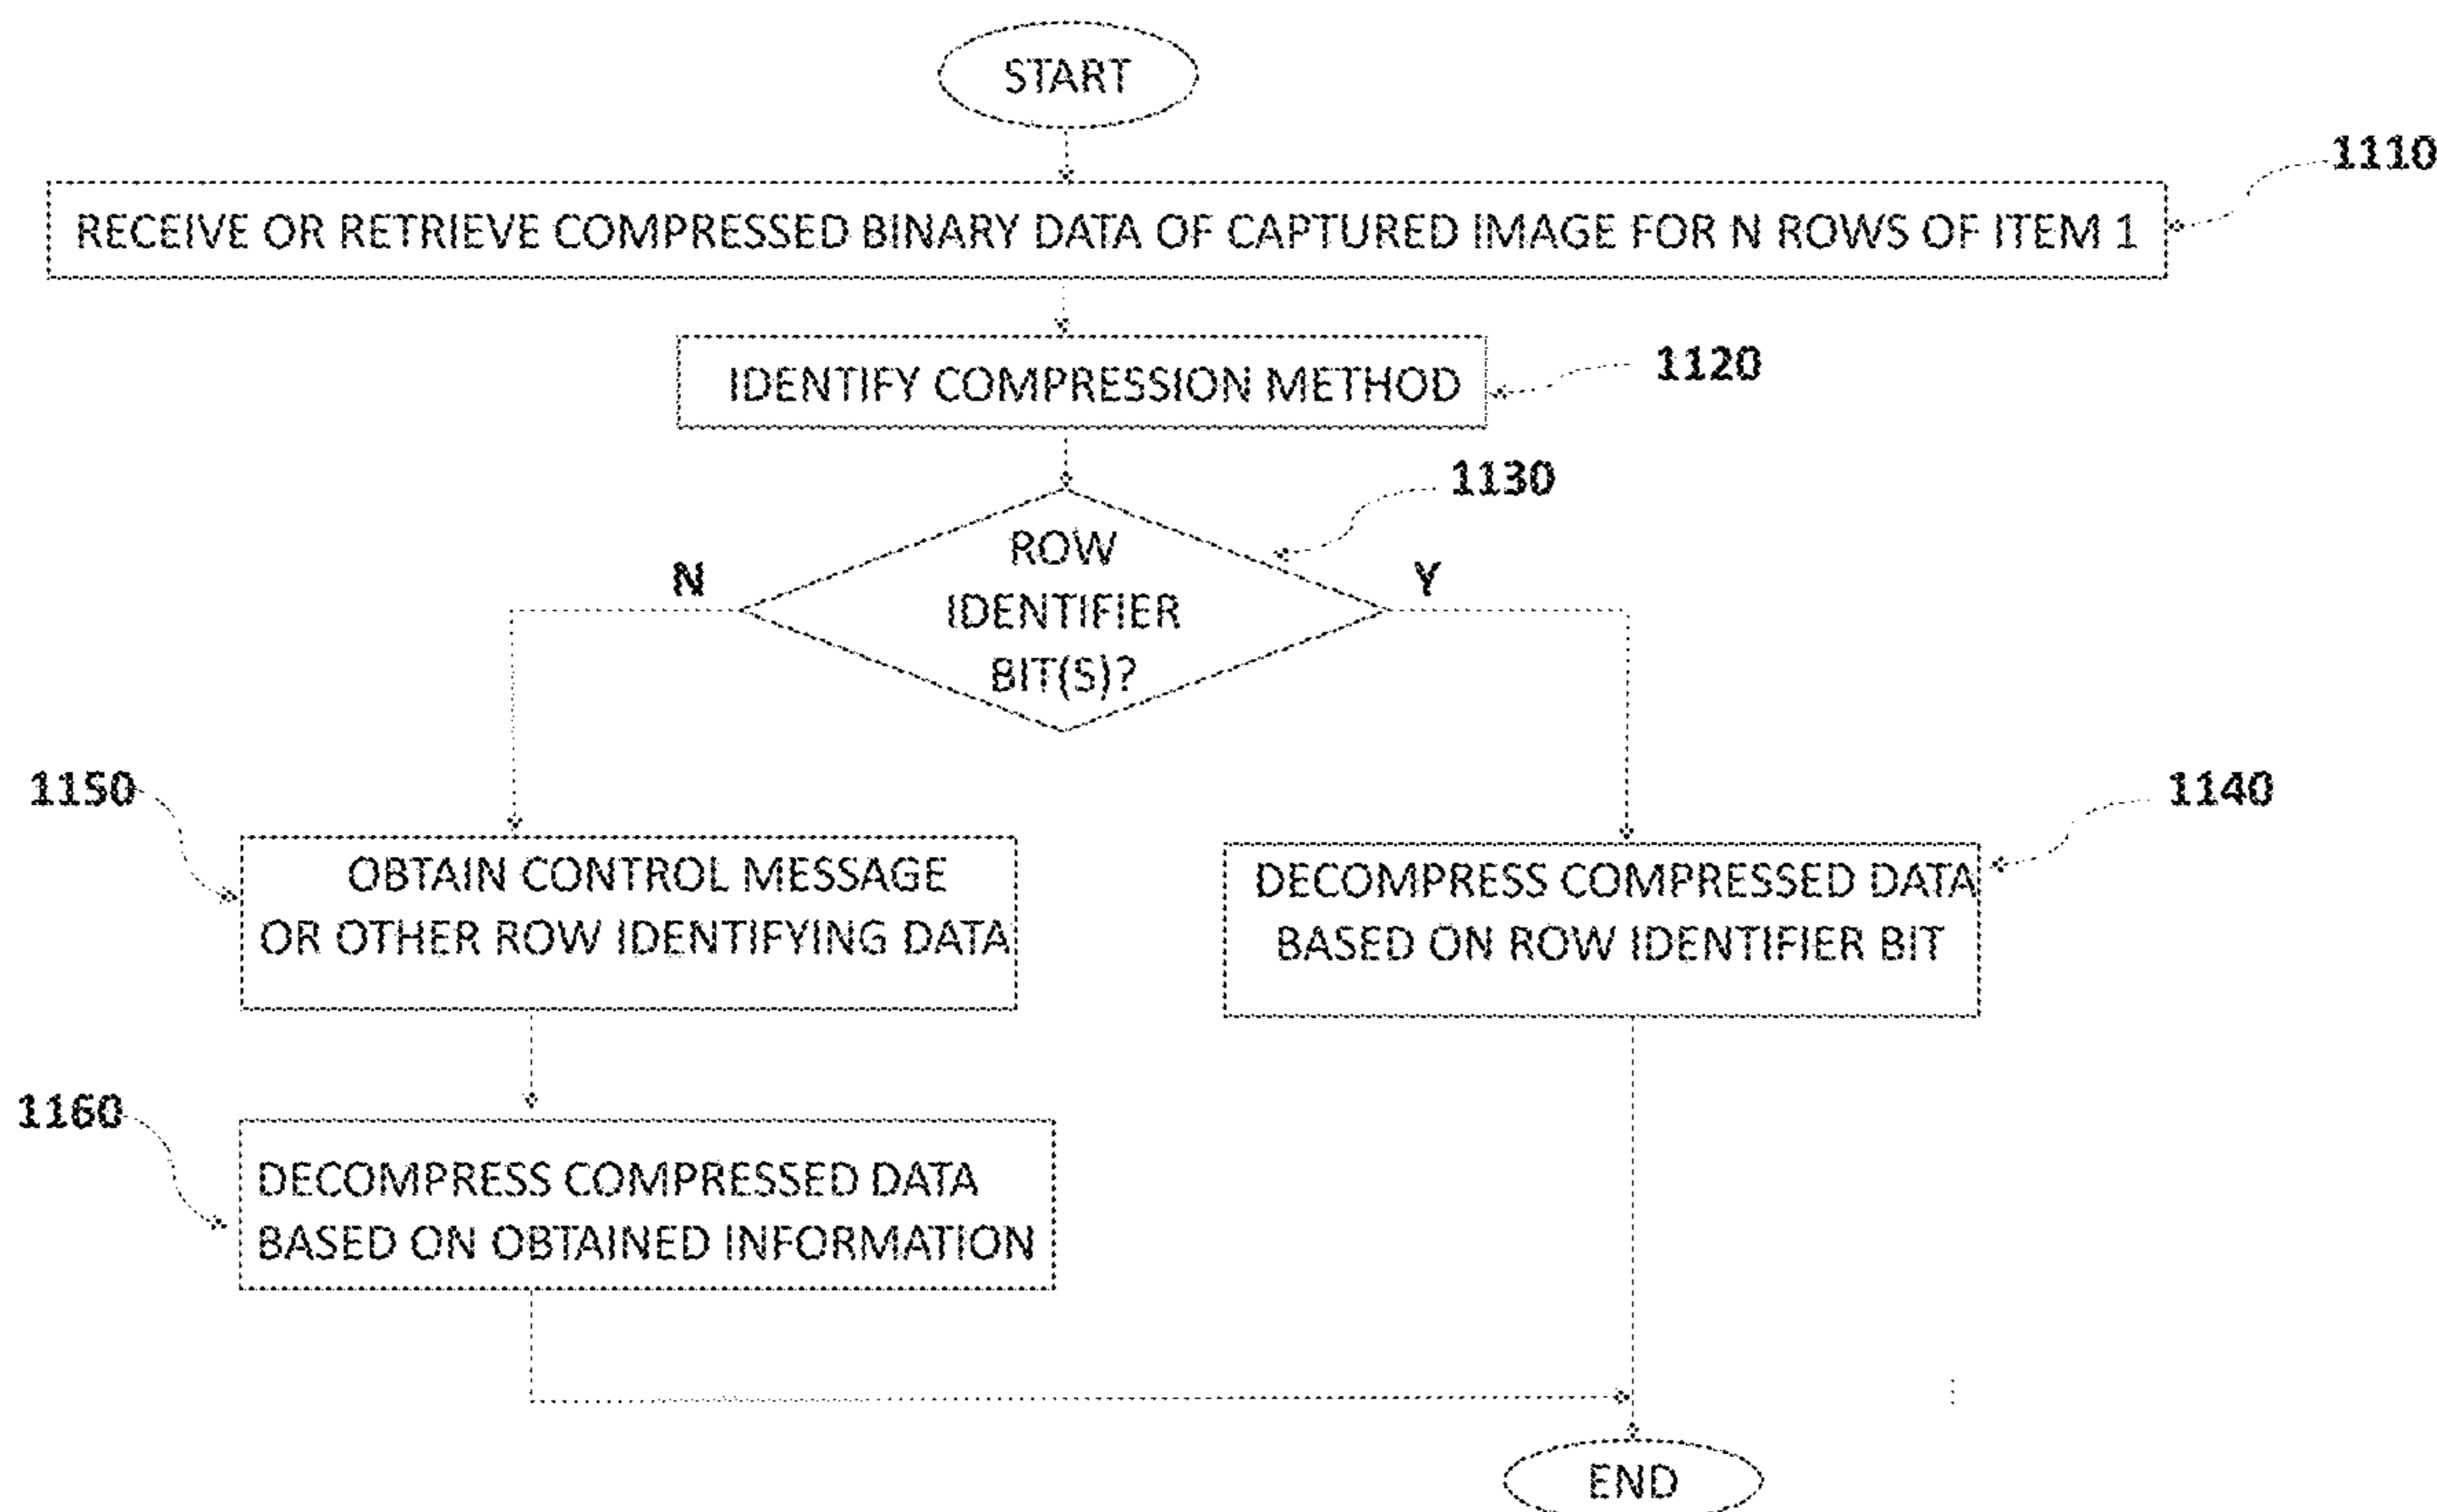 START
1110
RECEIVE OR RETRIEVE COMPRESSED BINARY DATA OF CAPTURED IMAGE FOR N ROWS OF ITEM 1
IDENTIFY COMPRESSION METHOD
1120
1130
ROW
IDENTIFIER
BIT(S)?
N
Y
1150
OBTAIN CONTROL MESSAGE
OR OTHER ROW IDENTIFYING DATA
1140
DECOMPRESS COMPRESSED DATA
BASED ON ROW IDENTIFIER BIT
1160
DECOMPRESS COMPRESSED DATA
BASED ON OBTAINED INFORMATION
END